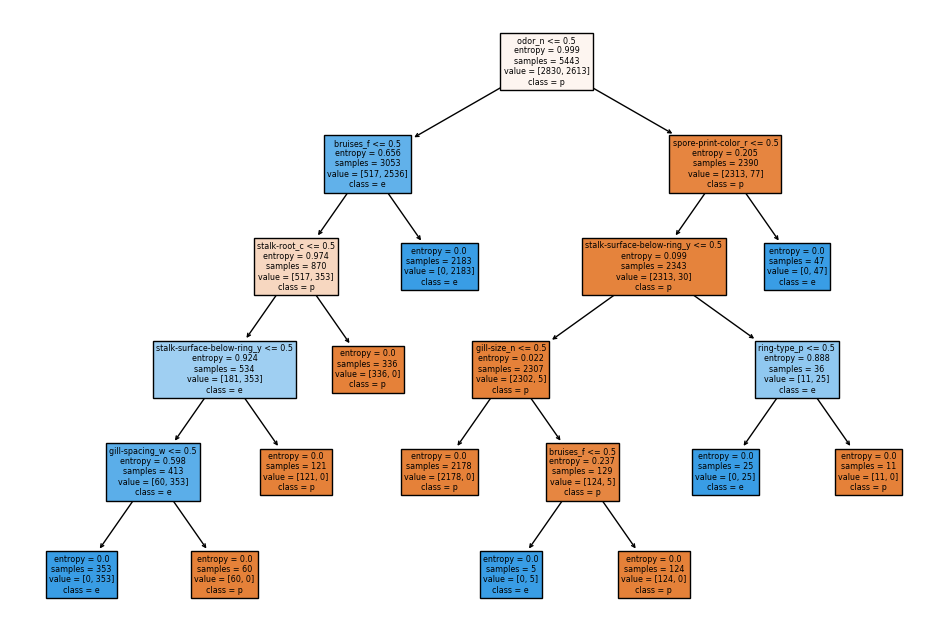 odor_n <= 0.5
entropy = 0.999
samples = 5443
value = [2830, 2613]
class = p
bruises_f <= 0.5
entropy = 0.656
samples = 3053
value = [517, 2536]
class = e
spore-print-color_r <= 0.5
entropy = 0.205
samples = 2390
value = [2313, 77]
class = p
stalk-root_c <= 0.5
entropy = 0.974
samples = 870
value = [517, 353]
class = p
entropy = 0.0
samples = 2183
value = [0, 2183]
class = e
stalk-surface-below-ring_y <= 0.5
entropy = 0.099
samples = 2343
value = [2313, 30]
class = p
entropy = 0.0
samples = 47
value = [0, 47]
class = e
stalk-surface-below-ring_y <= 0.5
entropy = 0.924
samples = 534
value = [181, 353]
class = e
entropy = 0.0
samples = 336
value = [336, 0]
class = p
gill-size_n <= 0.5
entropy = 0.022
samples = 2307
value = [2302, 5]
class = p
ring-type_p <= 0.5
entropy = 0.888
samples = 36
value = [11, 25]
class = e
gill-spacing_w <= 0.5
entropy = 0.598
samples = 413
value = [60, 353]
class = e
entropy = 0.0
samples = 121
value = [121, 0]
class = p
entropy = 0.0
samples = 2178
value = [2178, 0]
class = p
bruises_f <= 0.5
entropy = 0.237
samples = 129
value = [124, 5]
class = p
entropy = 0.0
samples = 25
value = [0, 25]
class = e
entropy = 0.0
samples = 11
value = [11, 0]
class = p
entropy = 0.0
samples = 353
value = [0, 353]
class = e
entropy = 0.0
samples = 60
value = [60, 0]
class = p
entropy = 0.0
samples = 5
value = [0, 5]
class = e
entropy = 0.0
samples = 124
value = [124, 0]
class = p